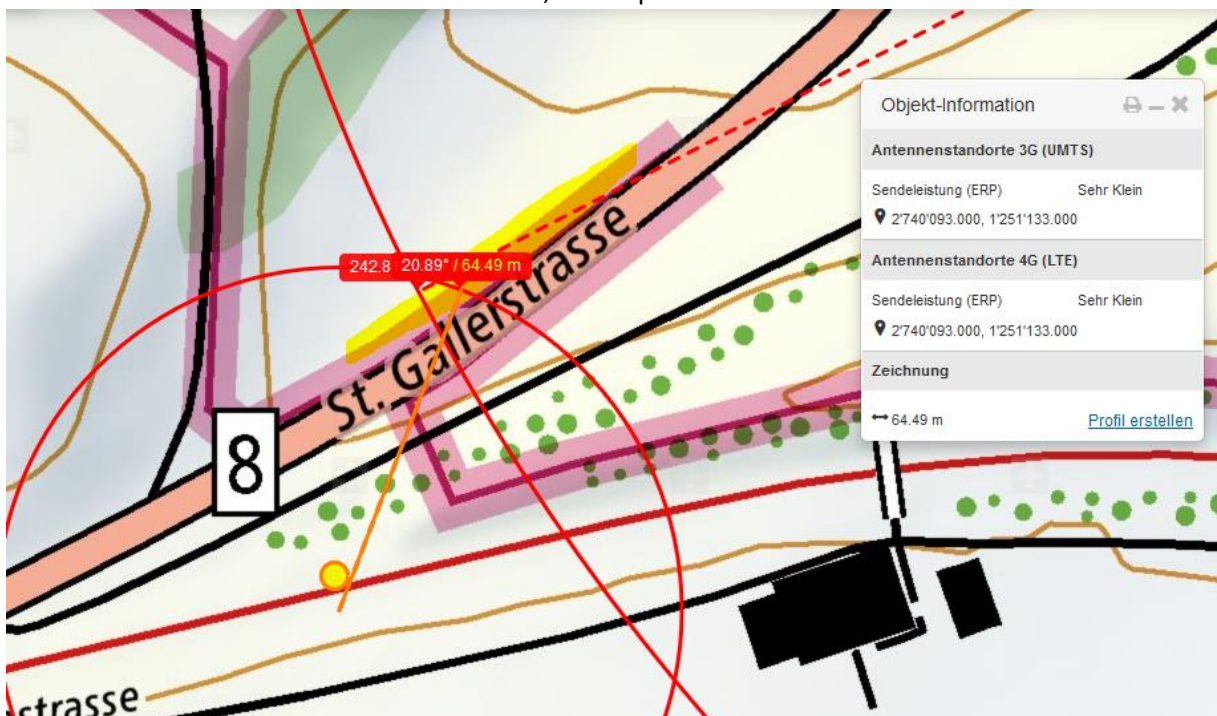 Objekt-Information
Antennenstandorte 3G (UMTS)
Sendeleistung (ERP) Sehr Klein
2'740'093.000, 1'251'133.000
Antennenstandorte 4G (LTE)
Sendeleistung (ERP) Sehr Klein
2'740'093.000, 1'251'133.000
Zeichnung
64.49 m Profil erstellen
242.8 20.89° / 64.49 m
St. Gallerstrasse
8
strasse